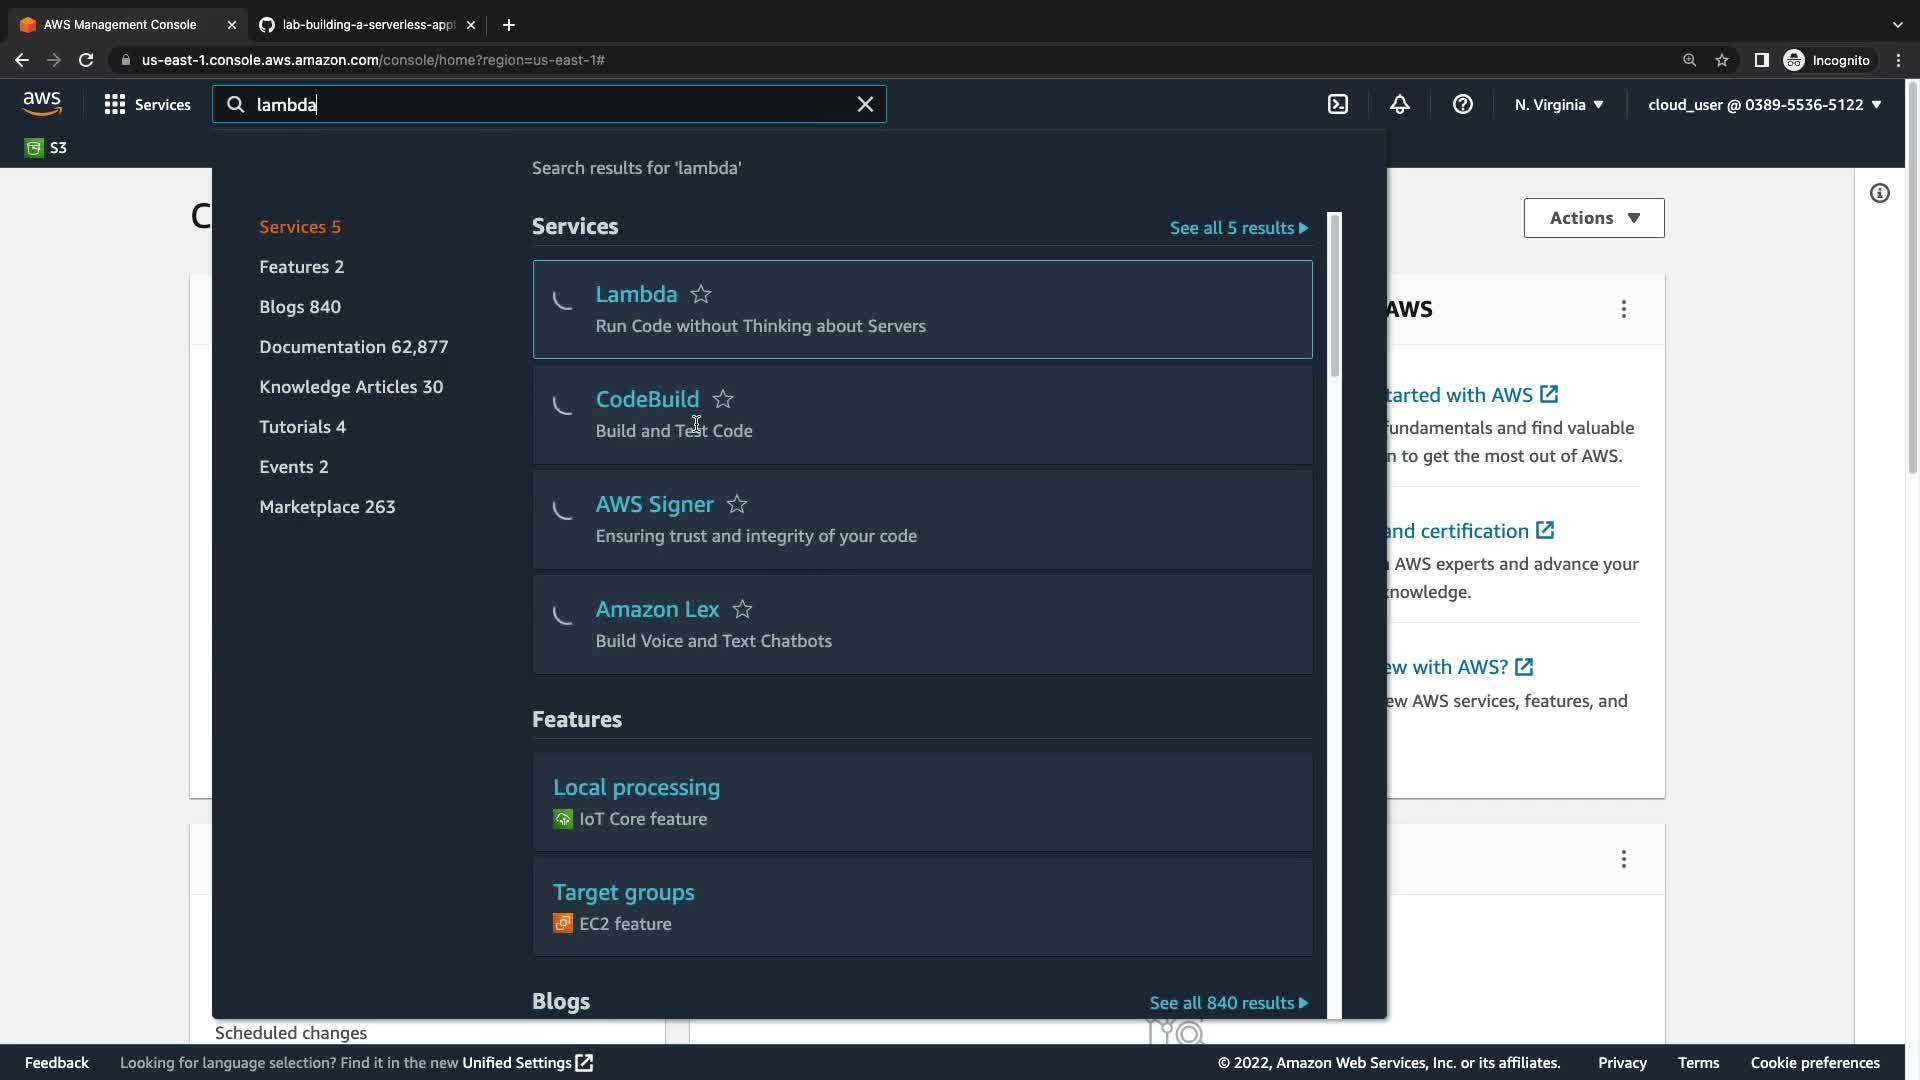 AWS Management Console
lab-building-a-serverless-appl
us-east-1.console.aws.amazon.com/console/home?region=us-east-1#
Incognito
aws
Services
lambda
N. Virginia
cloud_user @ 0389-5536-5122
S3
Search results for 'lambda'
C
Services 5
Features 2
Blogs 840
Documentation 62,877
Knowledge Articles 30
Tutorials 4
Events 2
Marketplace 263
Services
See all 5 results
Lambda
Run Code without Thinking about Servers
CodeBuild
Build and Test Code
AWS Signer
Ensuring trust and integrity of your code
Amazon Lex
Build Voice and Text Chatbots
Features
Local processing
IoT Core feature
Target groups
EC2 feature
Blogs
See all 840 results
Actions
AWS
tarted with AWS
fundamentals and find valuable
n to get the most out of AWS.
and certification
AWS experts and advance your
knowledge.
ew with AWS?
ew AWS services, features, and
Scheduled changes
Feedback
Looking for language selection? Find it in the new Unified Settings
© 2022, Amazon Web Services, Inc. or its affiliates.
Privacy
Terms
Cookie preferences